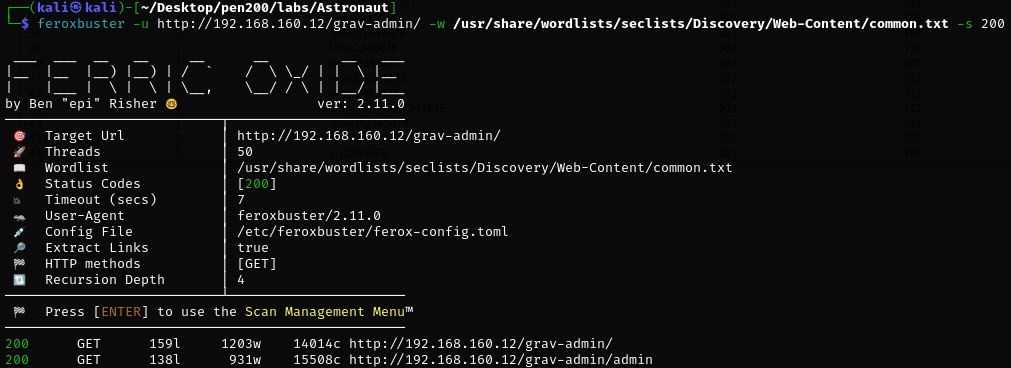 ┌──(kali㉿kali)-[~/Desktop/pen200/labs/Astronaut]
└─$ feroxbuster -u http://192.168.160.12/grav-admin/ -w /usr/share/wordlists/seclists/Discovery/Web-Content/common.txt -s 200
FERRIC OXIDE
by Ben "epi" Risher 🤓 ver: 2.11.0
🎯 Target Url │ http://192.168.160.12/grav-admin/
🚀 Threads │ 50
📖 Wordlist │ /usr/share/wordlists/seclists/Discovery/Web-Content/common.txt
👌 Status Codes │ [200]
💥 Timeout (secs) │ 7
🦡 User-Agent │ feroxbuster/2.11.0
💉 Config File │ /etc/feroxbuster/ferox-config.toml
🔎 Extract Links │ true
🏁 HTTP methods │ [GET]
🔃 Recursion Depth │ 4
🏁 Press [ENTER] to use the Scan Management Menu™
200 GET 159l 1203w 14014c http://192.168.160.12/grav-admin/
200 GET 138l 931w 15508c http://192.168.160.12/grav-admin/admin